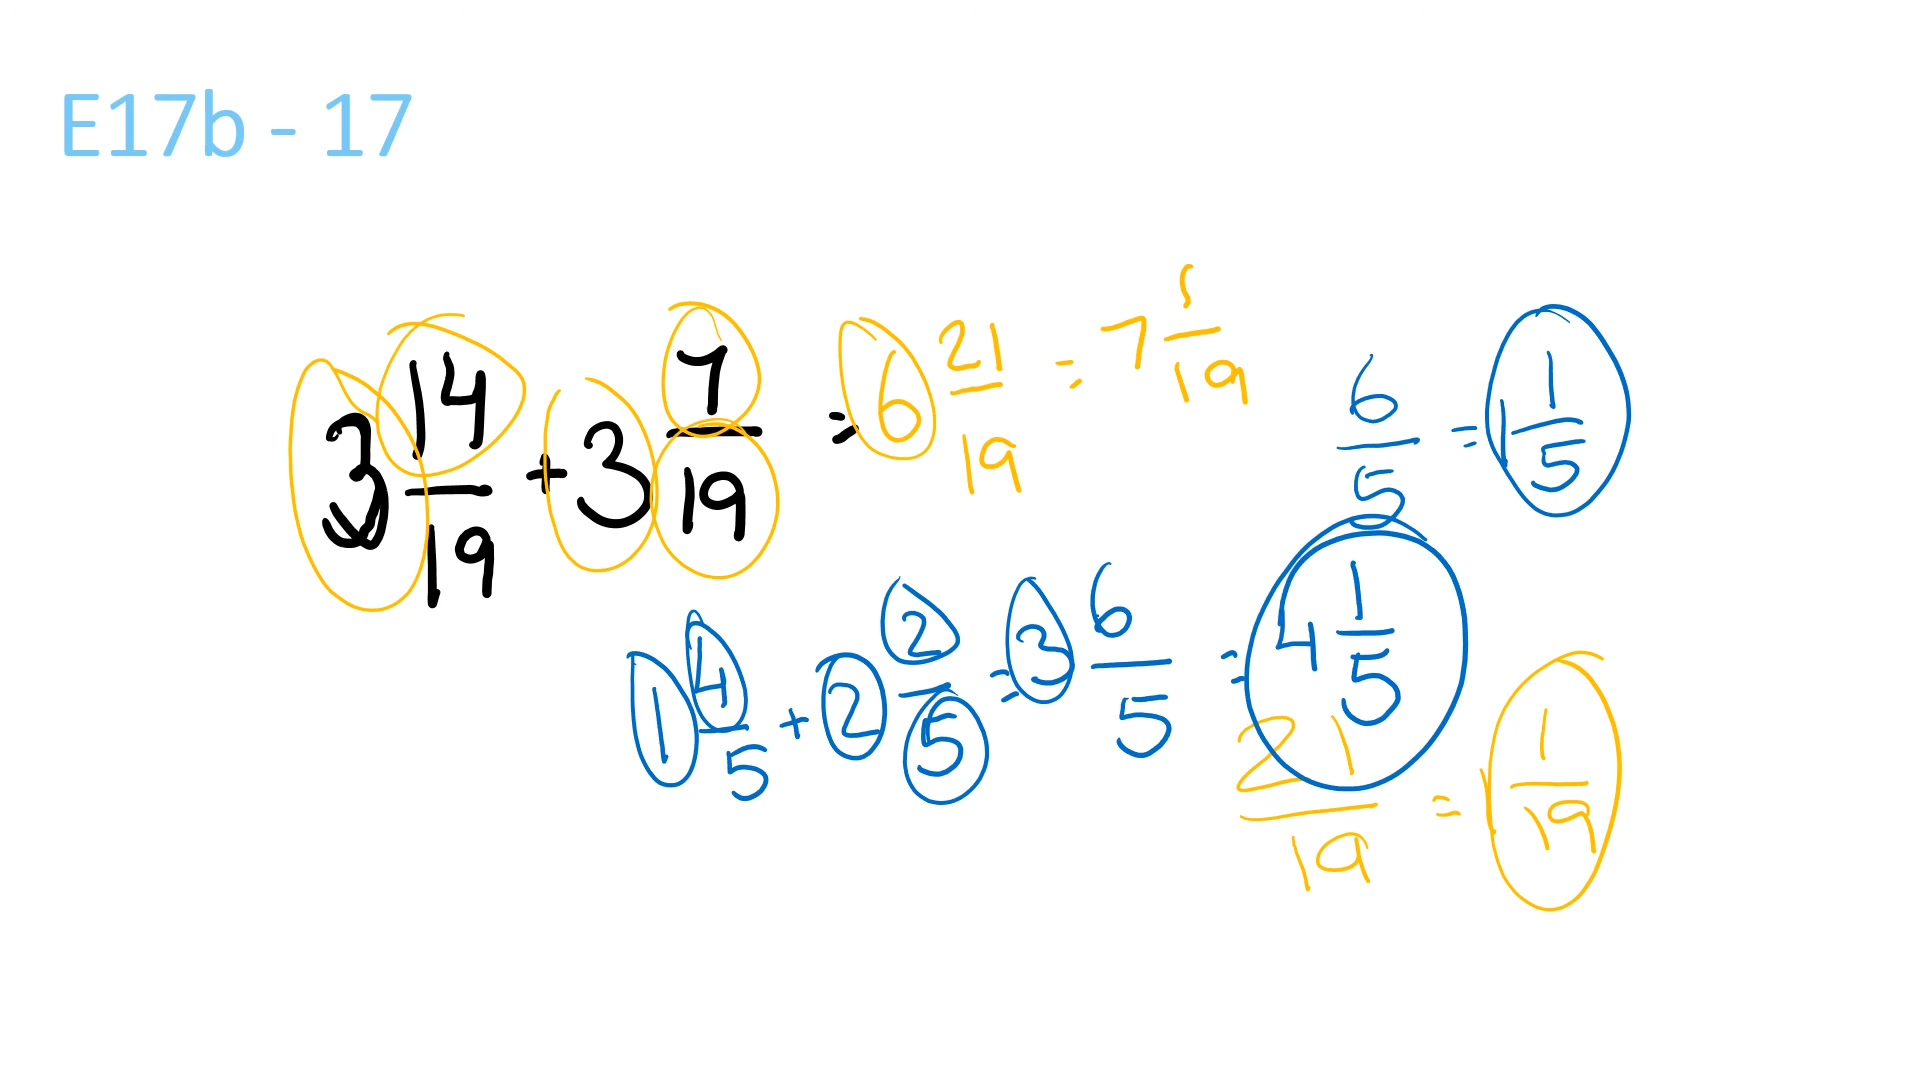 E17b - 17
3 14/19 + 3 7/19 = 6 21/19 = 7 /19
6/5 = 1 1/5
1 4/5 + 2 2/5 = 3 6/5 = 4 1/5
21/19 = 1 1/19